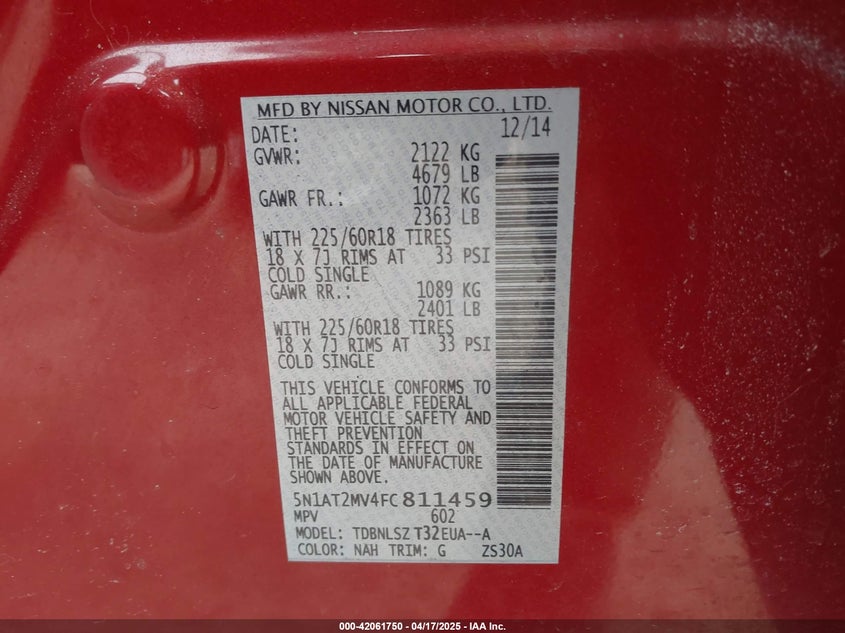 MFD BY NISSAN MOTOR CO., LTD.
DATE: 12/14
GVWR: 2122 KG
4679 LB
GAWR FR.: 1072 KG
2363 LB
WITH 225/60R18 TIRES
18 X 7J RIMS AT 33 PSI
COLD SINGLE
GAWR RR.: 1089 KG
2401 LB
WITH 225/60R18 TIRES
18 X 7J RIMS AT 33 PSI
COLD SINGLE
THIS VEHICLE CONFORMS TO
ALL APPLICABLE FEDERAL
MOTOR VEHICLE SAFETY AND
THEFT PREVENTION
STANDARDS IN EFFECT ON
THE DATE OF MANUFACTURE
SHOWN ABOVE.
5N1AT2MV4FC811459
MPV 602
MODEL: TDBNLSZ T32EUA--A
COLOR: NAH TRIM: G ZS30A
000-42061750 - 04/17/2025 - IAA Inc.